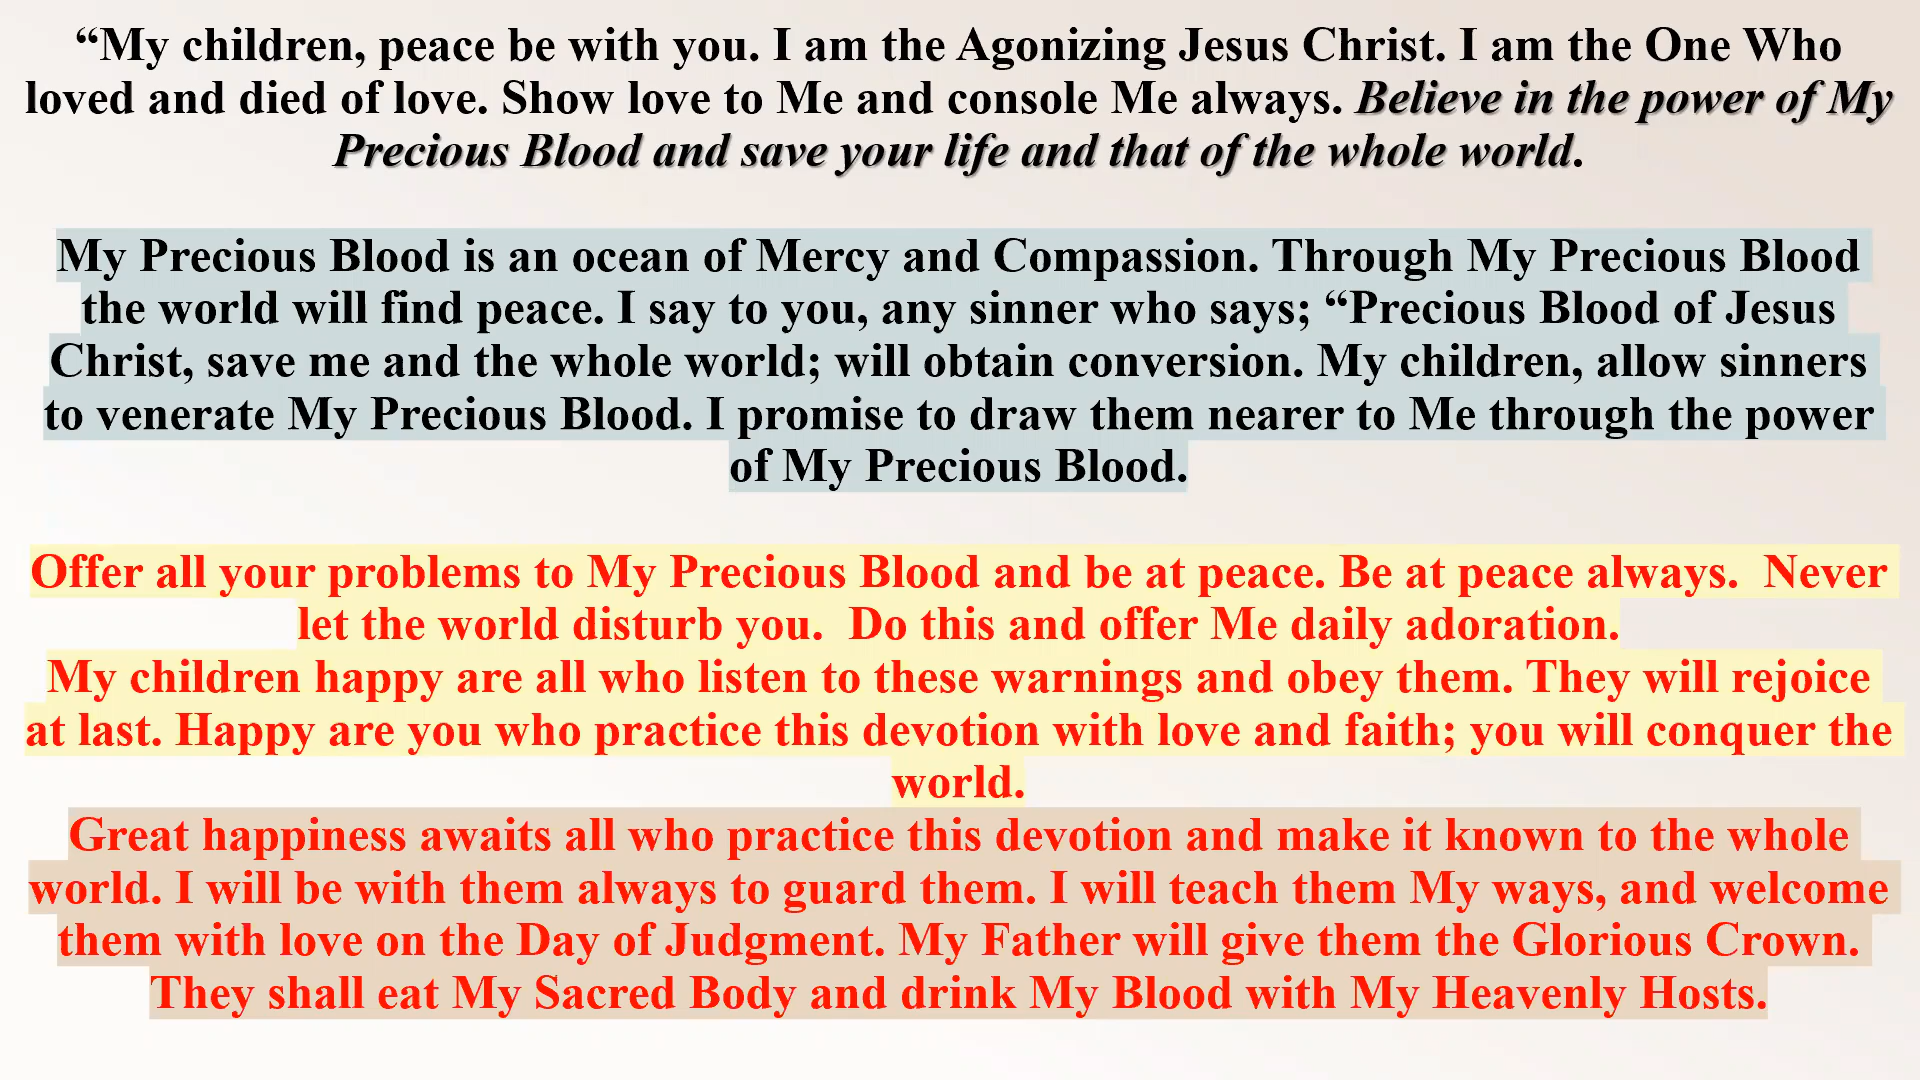 “My children, peace be with you. I am the Agonizing Jesus Christ. I am the One Who
loved and died of love. Show love to Me and console Me always. Believe in the power of My
Precious Blood and save your life and that of the whole world.
My Precious Blood is an ocean of Mercy and Compassion. Through My Precious Blood
the world will find peace. I say to you, any sinner who says; “Precious Blood of Jesus
Christ, save me and the whole world; will obtain conversion. My children, allow sinners
to venerate My Precious Blood. I promise to draw them nearer to Me through the power
of My Precious Blood.
Offer all your problems to My Precious Blood and be at peace. Be at peace always.  Never
let the world disturb you.  Do this and offer Me daily adoration.
My children happy are all who listen to these warnings and obey them. They will rejoice
at last. Happy are you who practice this devotion with love and faith; you will conquer the
world.
Great happiness awaits all who practice this devotion and make it known to the whole
world. I will be with them always to guard them. I will teach them My ways, and welcome
them with love on the Day of Judgment. My Father will give them the Glorious Crown.
They shall eat My Sacred Body and drink My Blood with My Heavenly Hosts.